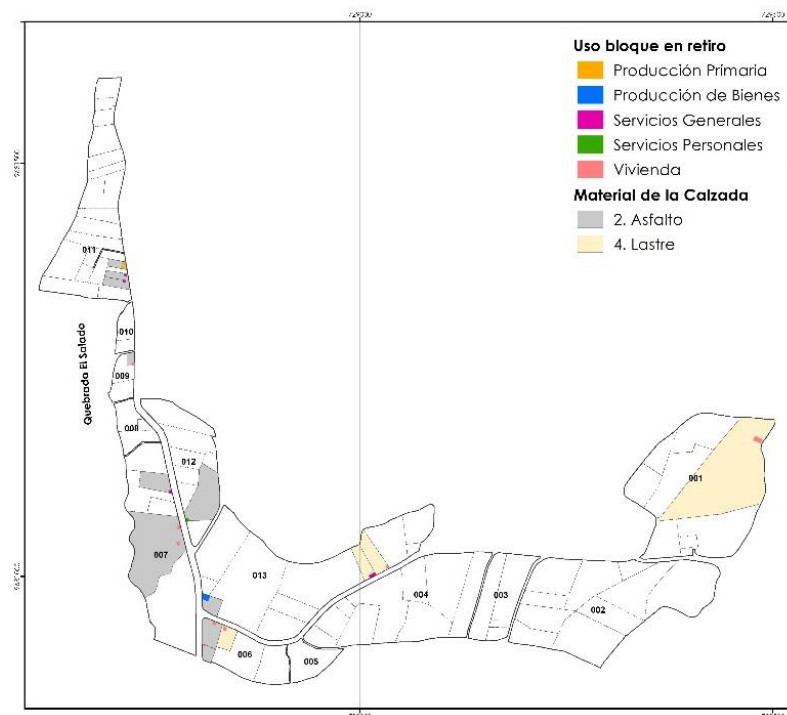 729000
Uso bloque en retiro
Producción Primaria
Producción de Bienes
Servicios Generales
Servicios Personales
Vivienda
Material de la Calzada
2. Asfalto
4. Lastre
011
Quebrada El Salado
010
009
008
012
001
007
013
004
003
002
006
005